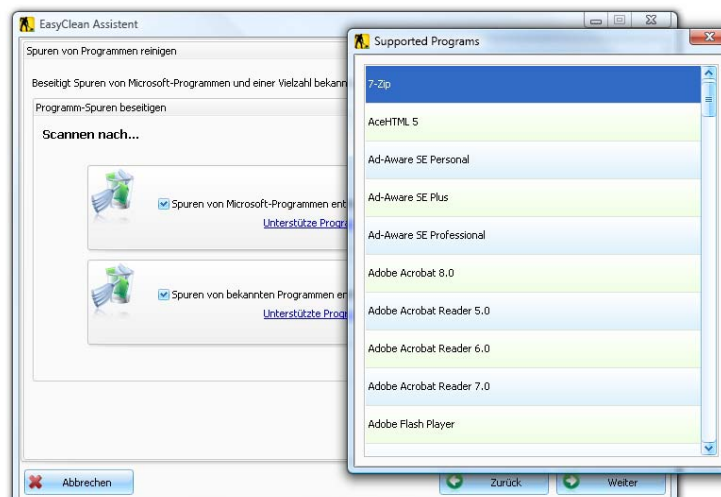 EasyClean Assistent
Spuren von Programmen reinigen
Beseitigt Spuren von Microsoft-Programmen und einer Vielzahl bekann
Programm-Spuren beseitigen
Scannen nach...
Spuren von Microsoft-Programmen ent
Unterstütze Progra
Spuren von bekannten Programmen en
Unterstützte Progr
Abbrechen
Zurück
Weiter
Supported Programs
7-Zip
AceHTML 5
Ad-Aware SE Personal
Ad-Aware SE Plus
Ad-Aware SE Professional
Adobe Acrobat 8.0
Adobe Acrobat Reader 5.0
Adobe Acrobat Reader 6.0
Adobe Acrobat Reader 7.0
Adobe Flash Player